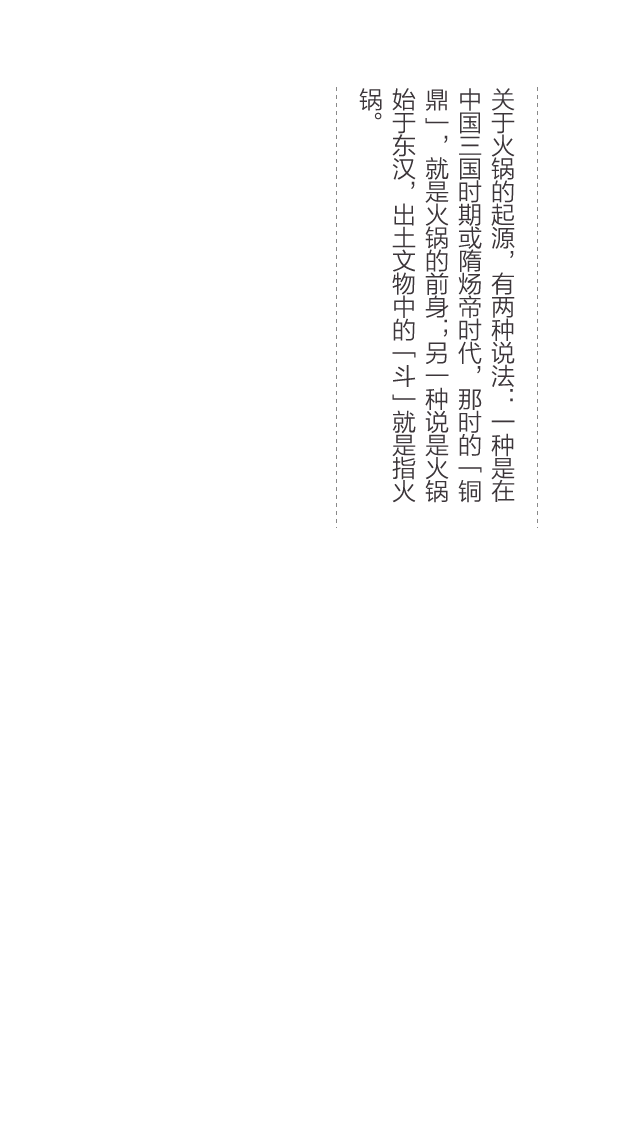 关于火锅的起源，有两种说法：一种是在
中国三国时期或隋炀帝时代，那时的「铜
鼎」，就是火锅的前身；另一种说是火锅
始于东汉，出土文物中的「斗」就是指火
锅。